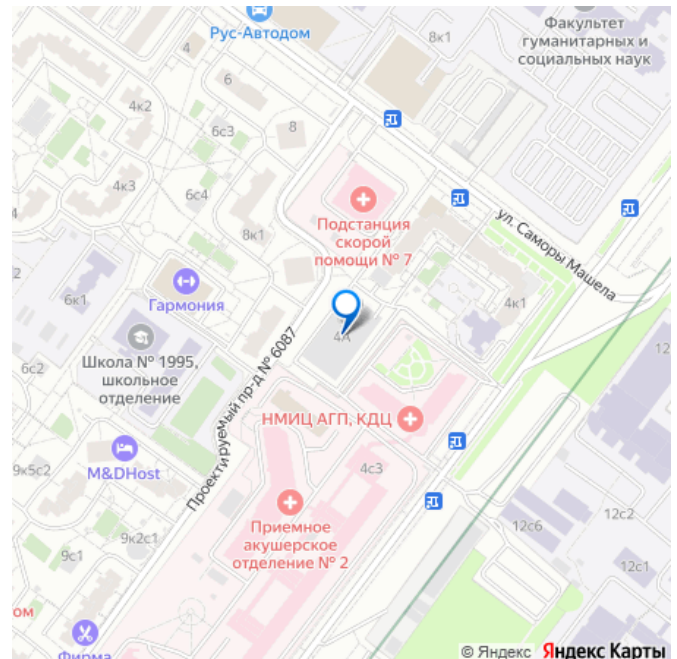 Рус-Автодом
8к1
Факультет
гуманитарных и
социальных наук
4к2
6
6с3
8
4к3
6с4
4
8к1
Подстанция
скорой
помощи № 7
ул. Саморы Машела
2
6к1
Гармония
4А
4к1
12
6с2
Школа № 1995,
школьное
отделение
Проектируемый пр-д № 6087
НМИЦ АГП, КДЦ
9к5с2
M&DHost
4с3
Приемное
акушерское
отделение № 2
12с6
12с2
9с1
9к2с1
12с1
ом
Фирма
© Яндекс Яндекс Карты